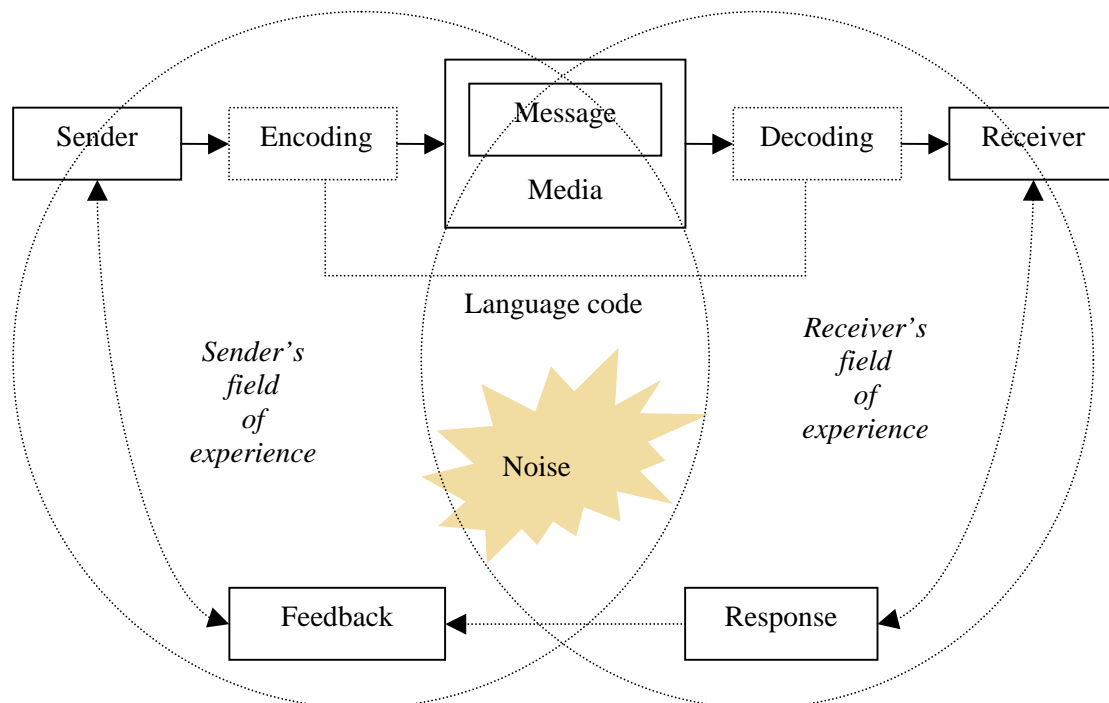 Sender
Encoding
Message
Media
Decoding
Receiver
Language code
Sender’s
field
of
experience
Receiver’s
field
of
experience
Noise
Feedback
Response